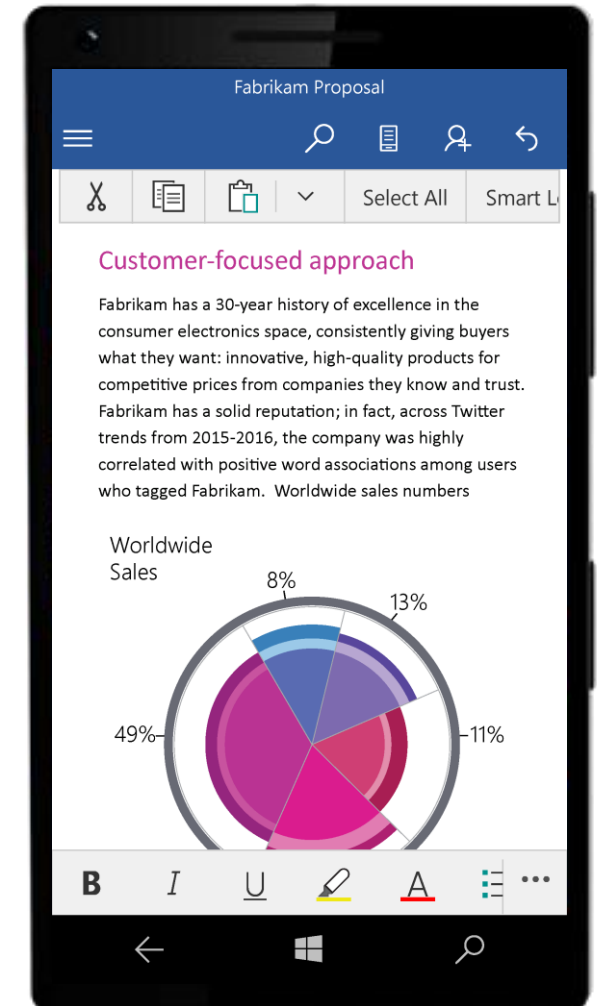 Fabrikam Proposal
Select All Smart L
Customer-focused approach
Fabrikam has a 30-year history of excellence in the
consumer electronics space, consistently giving buyers
what they want: innovative, high-quality products for
competitive prices from companies they know and trust.
Fabrikam has a solid reputation; in fact, across Twitter
trends from 2015-2016, the company was highly
correlated with positive word associations among users
who tagged Fabrikam.  Worldwide sales numbers
Worldwide
Sales
8%
13%
49%
11%
B I U A